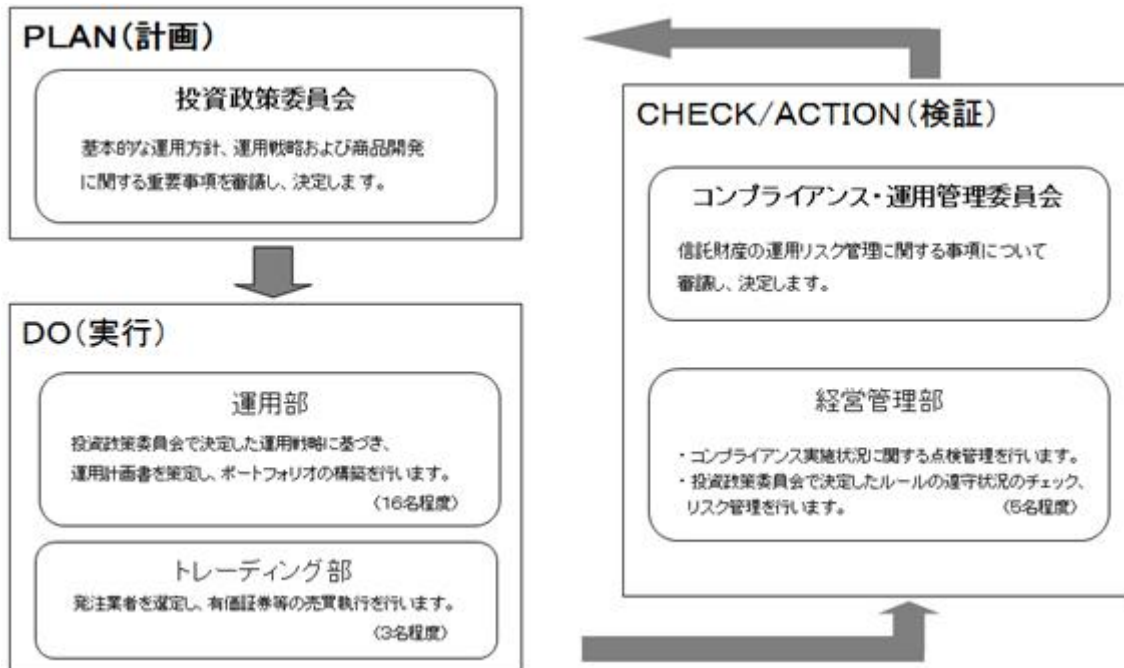 PLAN(計画)
投資政策委員会
基本的な運用方針、運用戦略および商品開発
に関する重要事項を審議し、決定します。
DO(実行)
運用部
投資政策委員会で決定した運用戦略に基づき、
運用計画書を策定し、ポートフォリオの構築を行います。
(16名程度)
トレーディング部
発注業者を選定し、有価証券等の売買執行を行います。
(3名程度)
CHECK/ACTION(検証)
コンプライアンス・運用管理委員会
信託財産の運用リスク管理に関する事項について
審議し、決定します。
経営管理部
・コンプライアンス実施状況に関する点検管理を行います。
・投資政策委員会で決定したルールの遵守状況のチェック、
リスク管理を行います。 (5名程度)